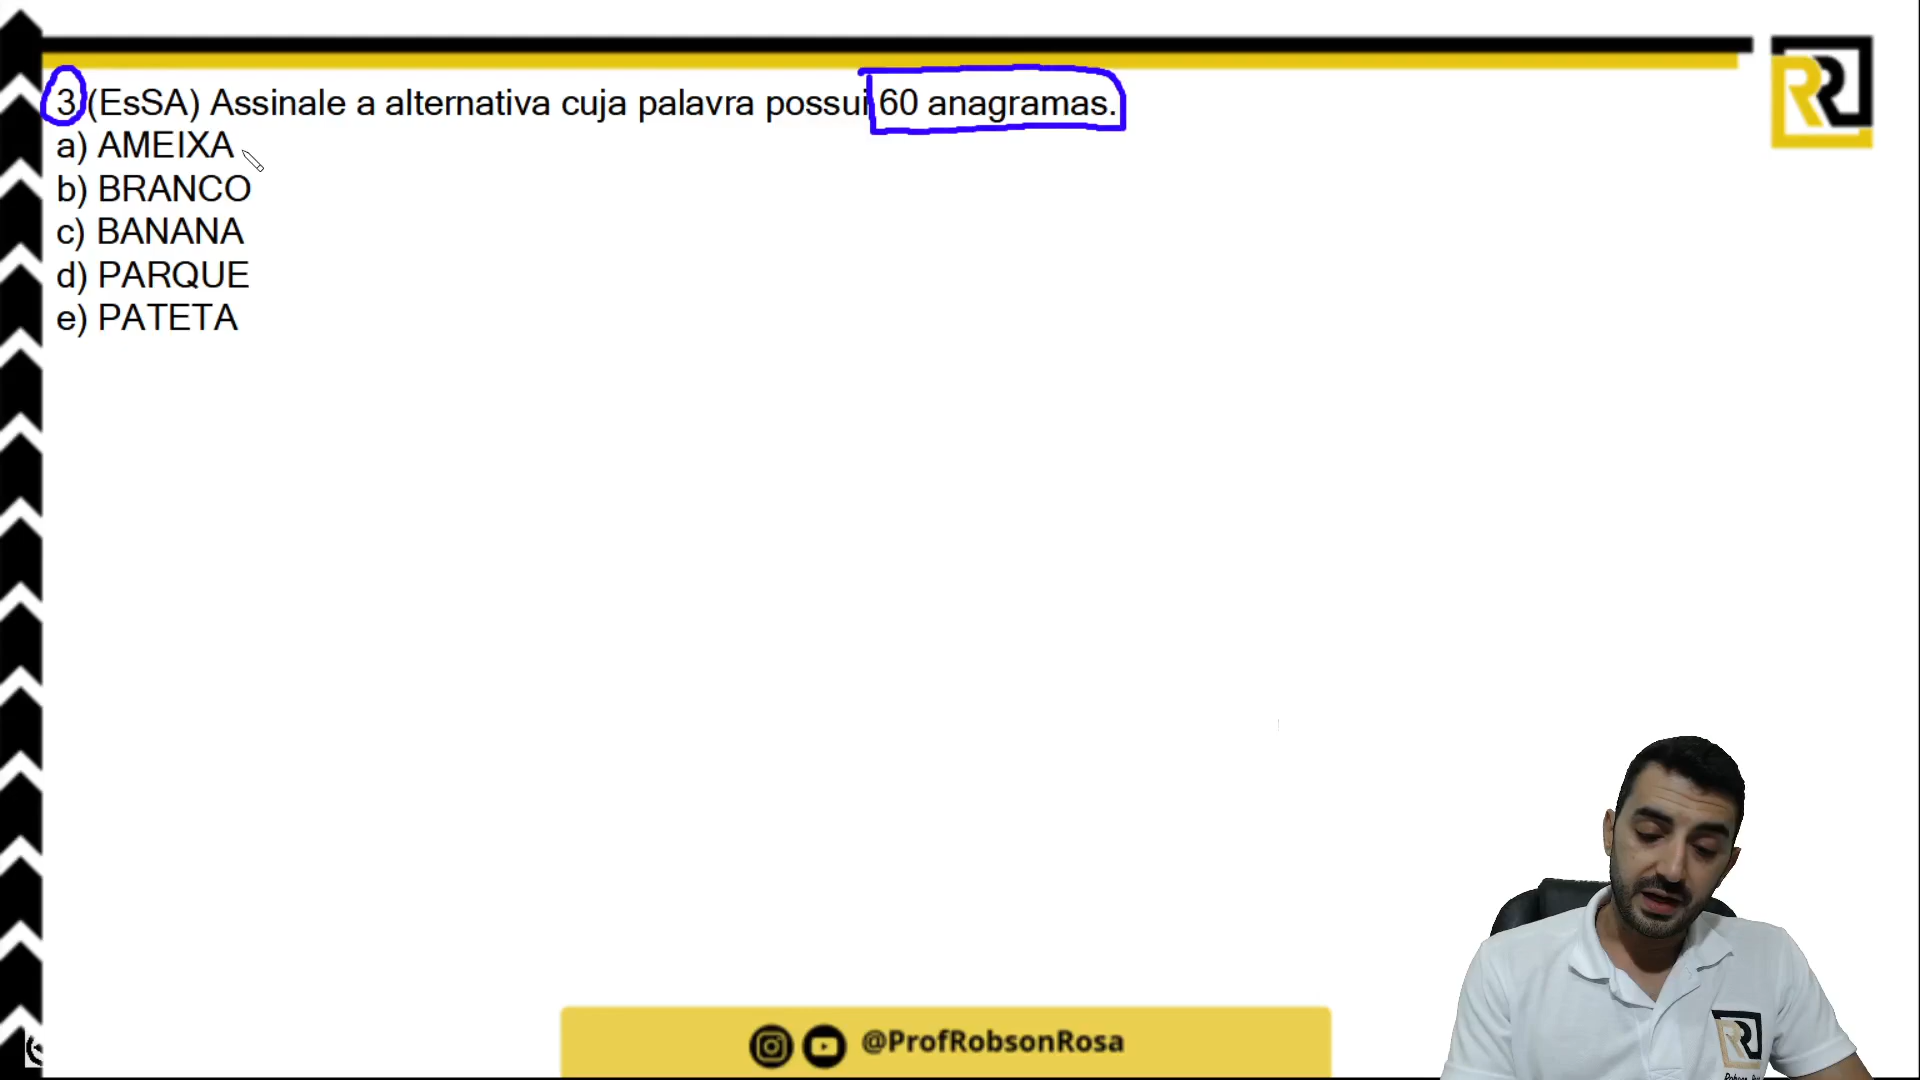 3 (EsSA) Assinale a alternativa cuja palavra possui 60 anagramas.
a) AMEIXA
b) BRANCO
c) BANANA
d) PARQUE
e) PATETA
@ProfRobsonRosa